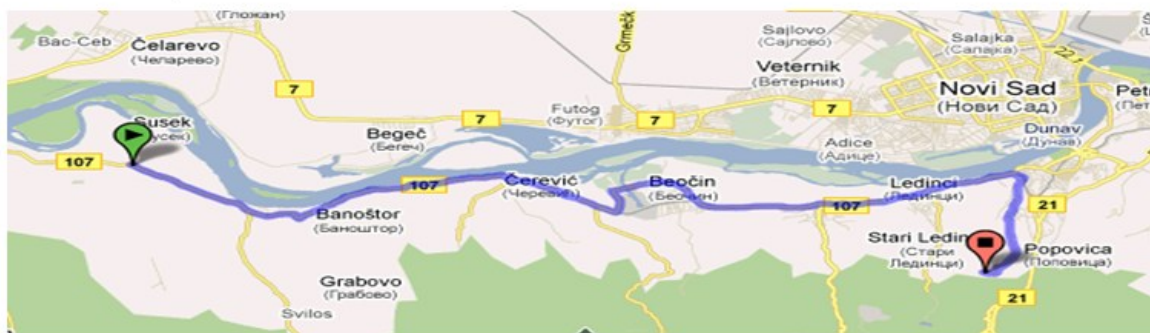 Bac-Ceb
(Гложан)
Čelarevo
(Челарево)
7
Susek
107
Begeč
(Бегеч)
7
107
Banoštor
(Баноштор)
Grabovo
(Грабово)
Svilos
Čerević
(Черевић)
Futog
(Футог)
7
Sajlovo
(Сајлово)
Veternik
(Ветерник)
7
Salajka
(Салајка)
22.1
Novi Sad
(Нови Сад)
Adice
(Адице)
Dunav
(Дунав)
Beočin
(Беочин)
107
Ledinci
(Лединци)
21
Stari Ledin
(Стари
Лединци)
Popovica
(Поповица)
21